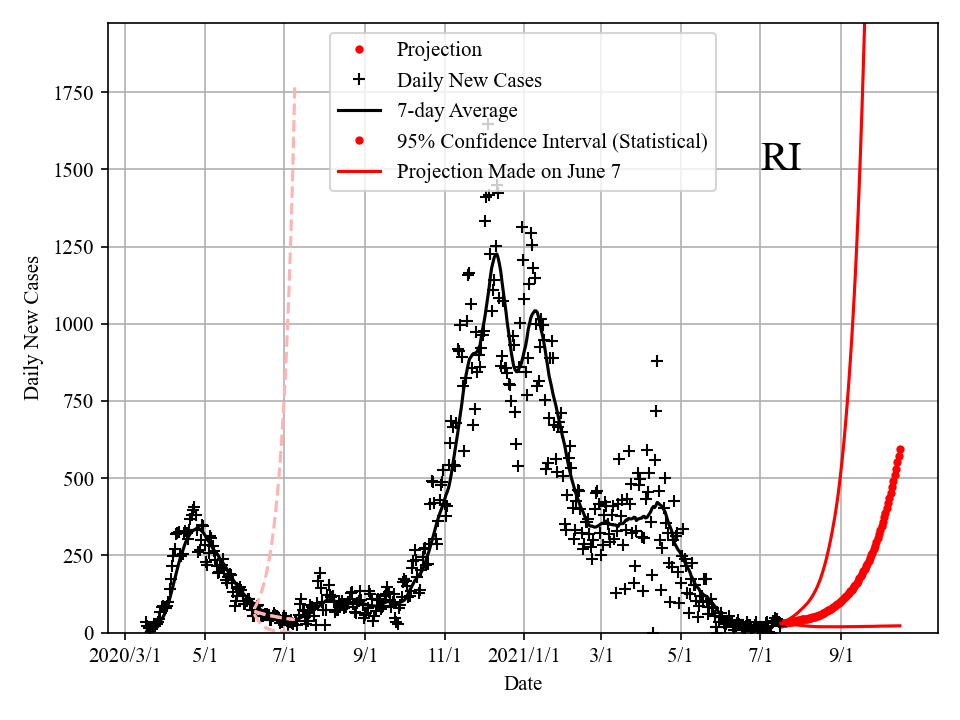 Projection
Daily New Cases
7-day Average
95% Confidence Interval (Statistical)
Projection Made on June 7
RI
1750
1500
1250
1000
750
500
250
0
Daily New Cases
2020/3/1 5/1 7/1 9/1 11/1 2021/1/1 3/1 5/1 7/1 9/1
Date